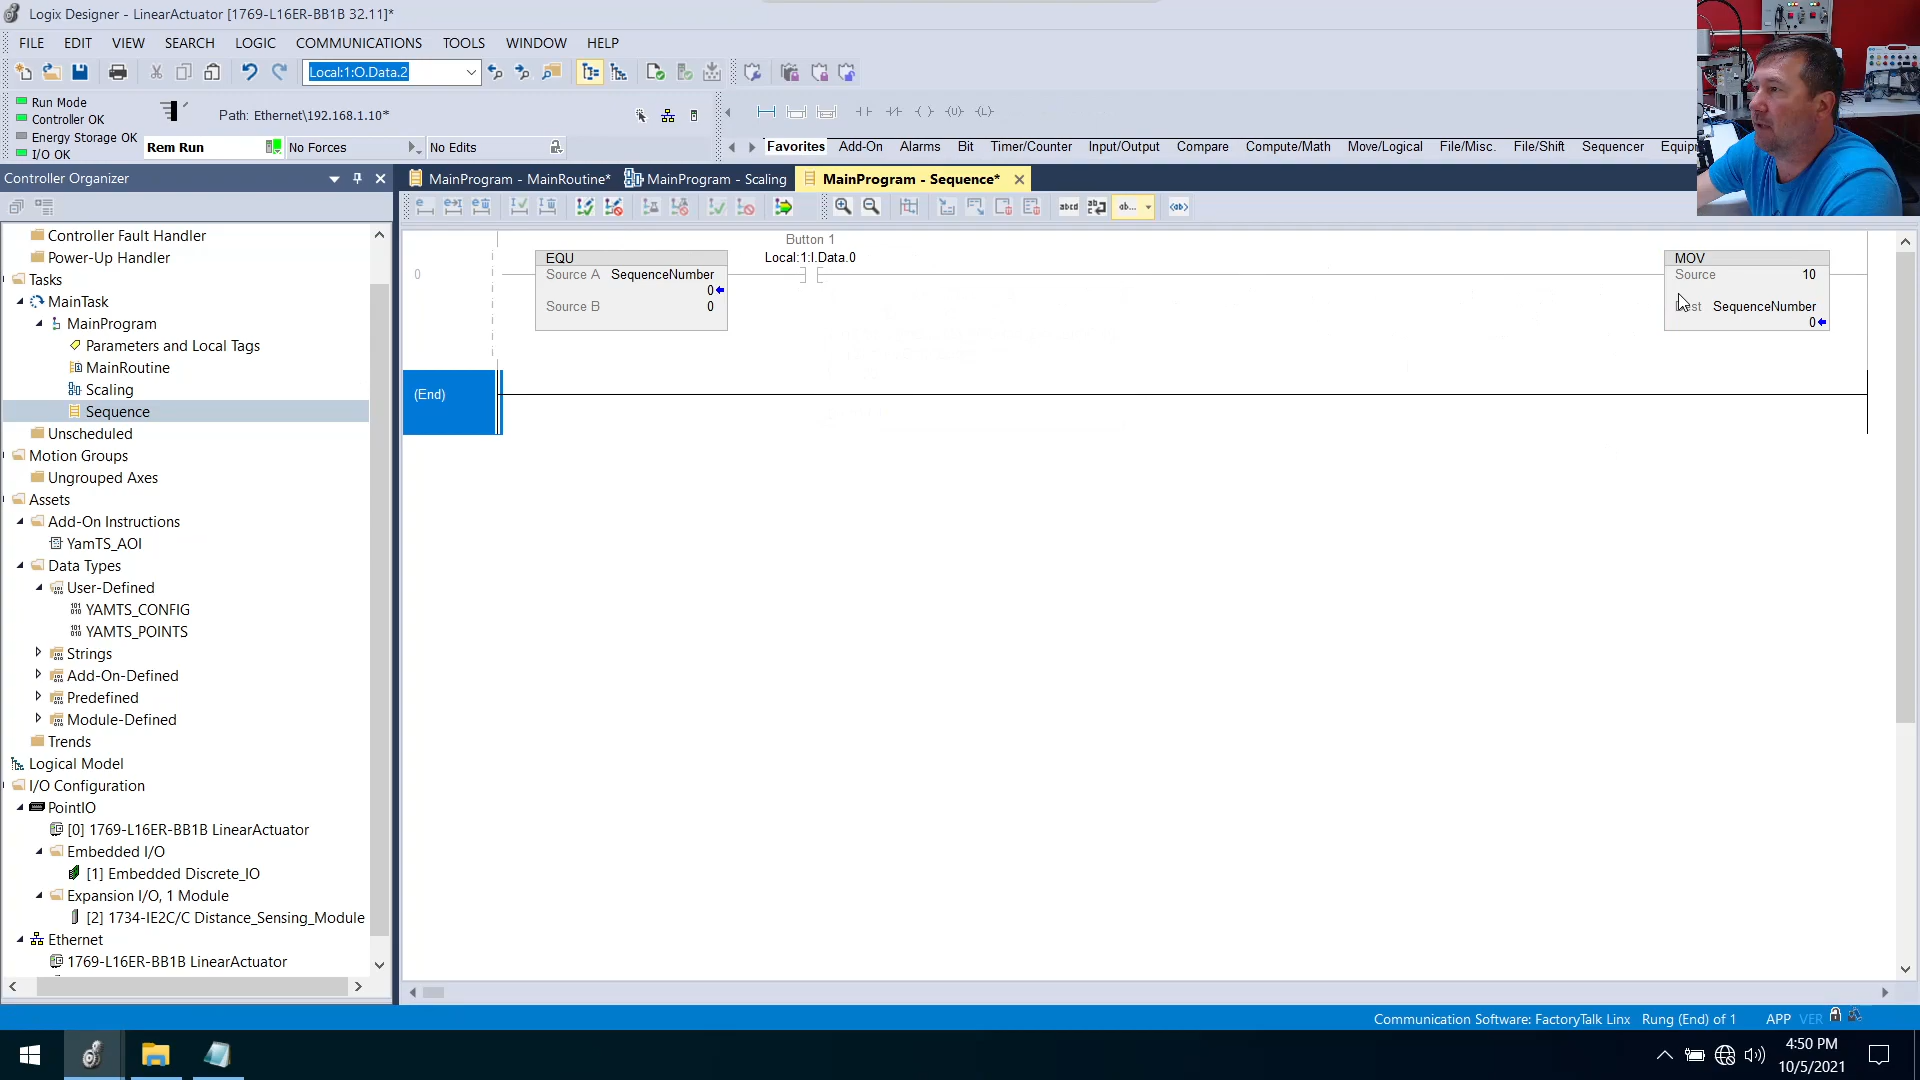 Logix Designer - LinearActuator [1769-L16ER-BB1B 32.11]*
FILE EDIT VIEW SEARCH LOGIC COMMUNICATIONS TOOLS WINDOW HELP
Local:1:O.Data.2
Run Mode
Controller OK
Energy Storage OK
I/O OK
Path: Ethernet\192.168.1.10*
Rem Run No Forces No Edits
Favorites Add-On Alarms Bit Timer/Counter Input/Output Compare Compute/Math Move/Logical File/Misc. File/Shift Sequencer Equip
Controller Organizer
MainProgram - MainRoutine* MainProgram - Scaling MainProgram - Sequence*
Controller Fault Handler
Power-Up Handler
Tasks
MainTask
MainProgram
Parameters and Local Tags
MainRoutine
Scaling
Sequence
Unscheduled
Motion Groups
Ungrouped Axes
Assets
Add-On Instructions
YamTS_AOI
Data Types
User-Defined
YAMTS_CONFIG
YAMTS_POINTS
Strings
Add-On-Defined
Predefined
Module-Defined
Trends
Logical Model
I/O Configuration
PointIO
[0] 1769-L16ER-BB1B LinearActuator
Embedded I/O
[1] Embedded Discrete_IO
Expansion I/O, 1 Module
[2] 1734-IE2C/C Distance_Sensing_Module
Ethernet
1769-L16ER-BB1B LinearActuator
0
EQU
Source A SequenceNumber
0
Source B 0
Button 1
Local:1:I.Data.0
MOV
Source 10
SequenceNumber
0
(End)
Communication Software: FactoryTalk Linx Rung (End) of 1 APP VER
4:50 PM
10/5/2021